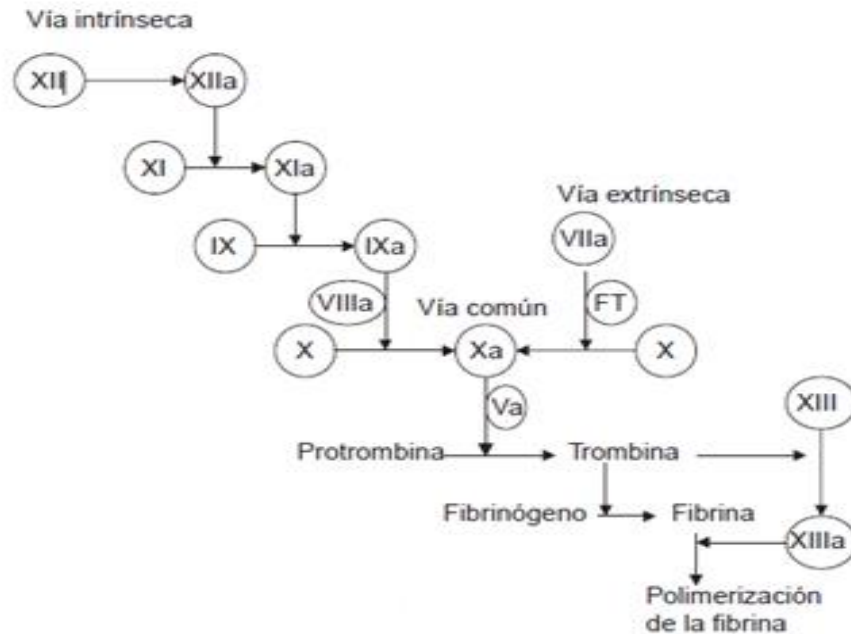 Vía intrínseca
XII
XIIa
XI
XIa
Vía extrínseca
VIIa
IX
IXa
VIIIa
Vía común
FT
X
Xa
X
Va
XIII
Protrombina
Trombina
Fibrinógeno
Fibrina
XIIIa
Polimerización
de la fibrina